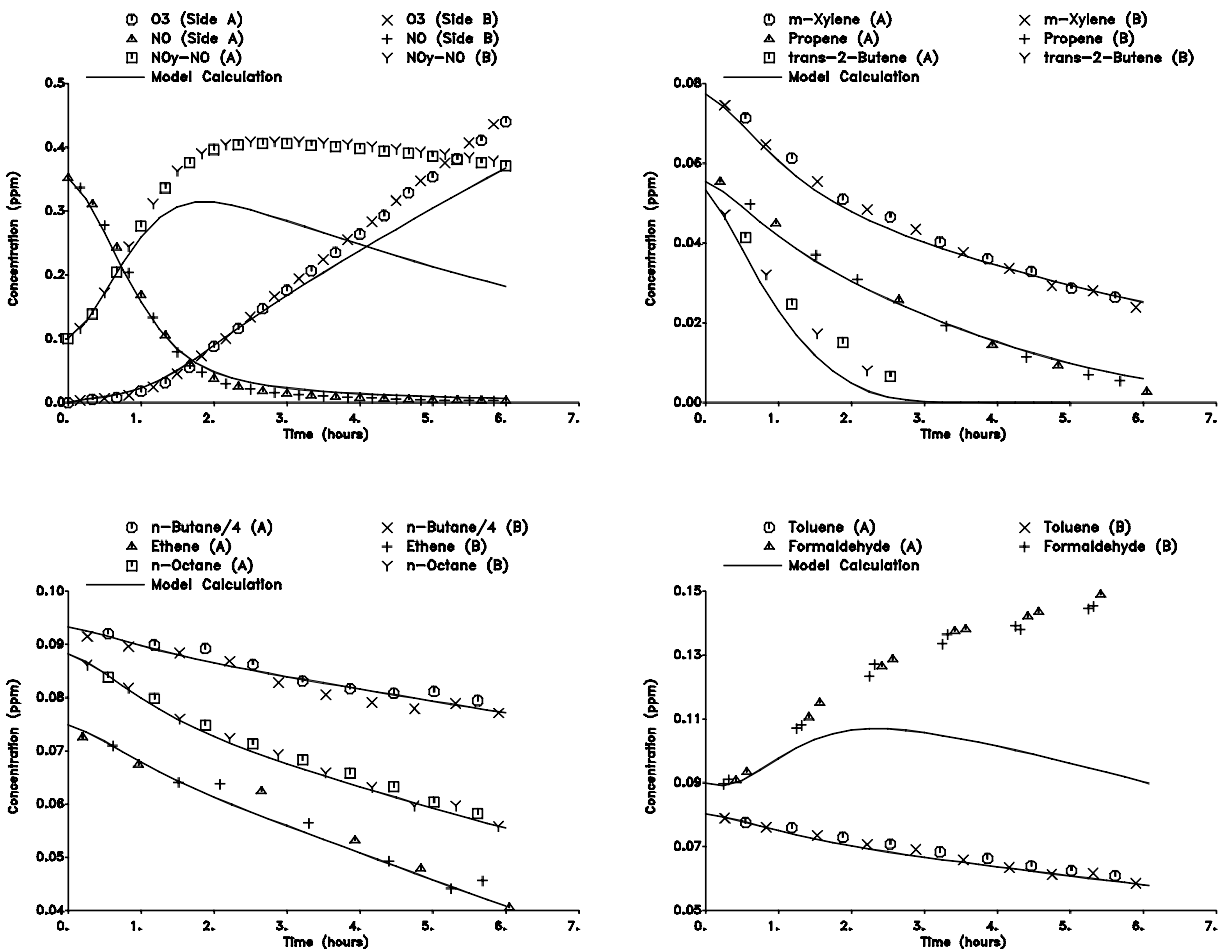 O3 (Side A)
O3 (Side B)
NO (Side A)
NO (Side B)
NOy-NO (A)
NOy-NO (B)
Model Calculation
0.5
0.4
0.3
0.2
0.1
0.0
Concentration (ppm)
0. 1. 2. 3. 4. 5. 6. 7.
Time (hours)
m-Xylene (A)
m-Xylene (B)
Propene (A)
Propene (B)
trans-2-Butene (A)
trans-2-Butene (B)
Model Calculation
0.08
0.06
0.04
0.02
0.00
Concentration (ppm)
0. 1. 2. 3. 4. 5. 6. 7.
Time (hours)
n-Butane/4 (A)
n-Butane/4 (B)
Ethene (A)
Ethene (B)
n-Octane (A)
n-Octane (B)
Model Calculation
0.10
0.09
0.08
0.07
0.06
0.05
0.04
Concentration (ppm)
0. 1. 2. 3. 4. 5. 6. 7.
Time (hours)
Toluene (A)
Toluene (B)
Formaldehyde (A)
Formaldehyde (B)
Model Calculation
0.15
0.13
0.11
0.09
0.07
0.05
Concentration (ppm)
0. 1. 2. 3. 4. 5. 6. 7.
Time (hours)